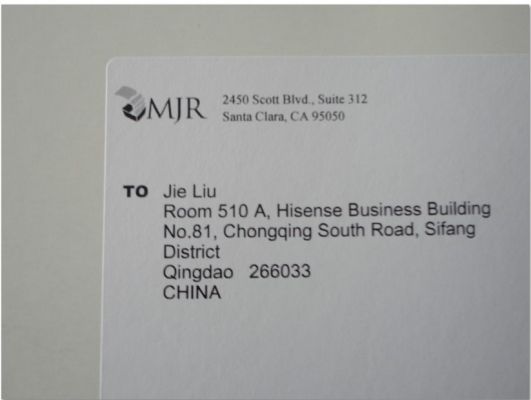 MJR
2450 Scott Blvd., Suite 312
Santa Clara, CA 95050
TO Jie Liu
Room 510 A, Hisense Business Building
No.81, Chongqing South Road, Sifang
District
Qingdao 266033
CHINA